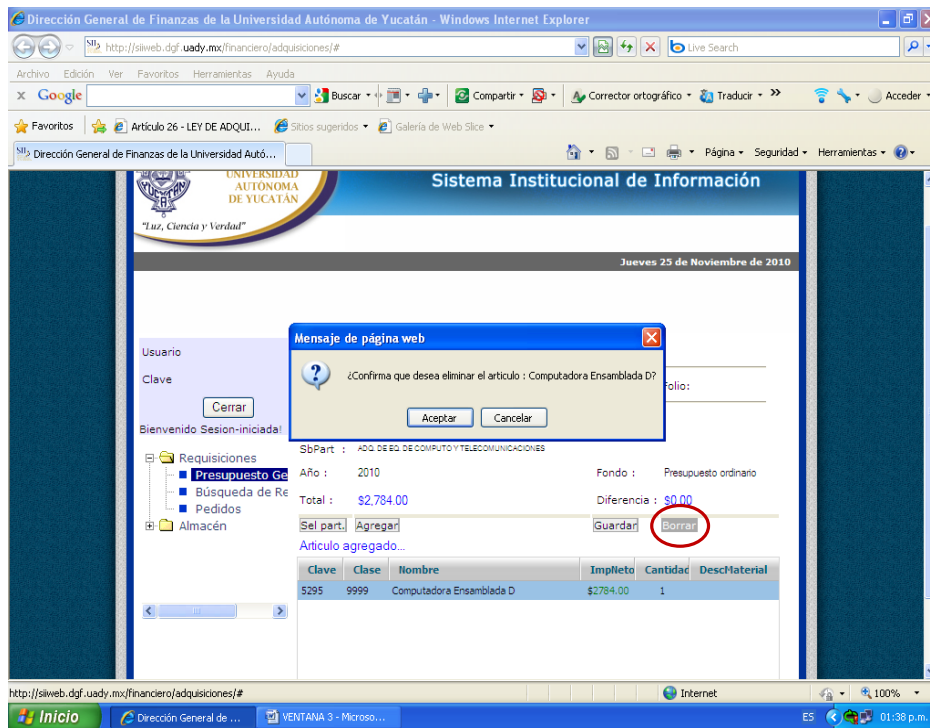 Dirección General de Finanzas de la Universidad Autónoma de Yucatán - Windows Internet Explorer
http://siiweb.dgf.uady.mx/financiero/adquisiciones/#
Live Search
Archivo Edición Ver Favoritos Herramientas Ayuda
x Google Buscar Compartir Corrector ortográfico Traducir >> Acceder
Favoritos Artículo 26 - LEY DE ADQUI... Sitios sugeridos Galería de Web Slice
Dirección General de Finanzas de la Universidad Autó... Página Seguridad Herramientas
UNIVERSIDAD
AUTÓNOMA
DE YUCATÁN
Sistema Institucional de Información
"Luz, Ciencia y Verdad"
Jueves 25 de Noviembre de 2010
Mensaje de página web
¿Confirma que desea eliminar el articulo : Computadora Ensamblada D?
Aceptar Cancelar
Usuario
Clave
Folio:
Cerrar
Bienvenido Sesion-iniciada!
SbPart : ADQ. DE EQ. DE COMPUTO Y TELECOMUNICACIONES
Requisiciones
Presupuesto Ge
Búsqueda de Re
Pedidos
Almacén
Año : 2010 Fondo : Presupuesto ordinario
Total : $2,784.00 Diferencia : $0.00
Sel part. Agregar Guardar Borrar
Articulo agregado...
Clave Clase Nombre ImpNeto Cantidad DescMaterial
5295 9999 Computadora Ensamblada D $2784.00 1
http://siiweb.dgf.uady.mx/financiero/adquisiciones/# Internet 100%
Inicio Dirección General de ... VENTANA 3 - Microso... ES 01:38 p.m.